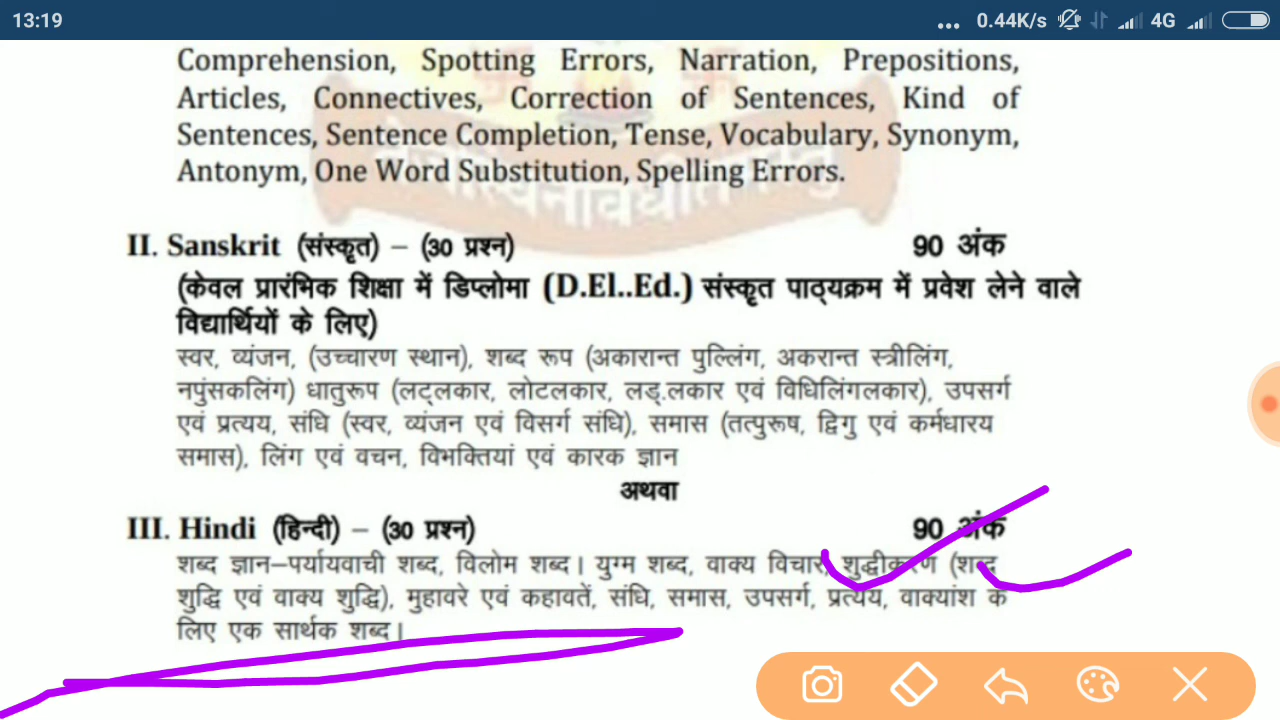 13:19 ... 0.44K/s 4G
Comprehension, Spotting Errors, Narration, Prepositions,
Articles, Connectives, Correction of Sentences, Kind of
Sentences, Sentence Completion, Tense, Vocabulary, Synonym,
Antonym, One Word Substitution, Spelling Errors.
II. Sanskrit (संस्कृत) – (30 प्रश्न) 90 अंक
(केवल प्रारंभिक शिक्षा में डिप्लोमा (D.El..Ed.) संस्कृत पाठ्यक्रम में प्रवेश लेने वाले
विद्यार्थियों के लिए)
स्वर, व्यंजन, (उच्चारण स्थान), शब्द रूप (अकारान्त पुल्लिंग, अकरान्त स्त्रीलिंग,
नपुंसकलिंग) धातुरूप (लट्लकार, लोटलकार, लड्.लकार एवं विधिलिंगलकार), उपसर्ग
एवं प्रत्यय, संधि (स्वर, व्यंजन एवं विसर्ग संधि), समास (तत्पुरूष, द्विगु एवं कर्मधारय
समास), लिंग एवं वचन, विभक्तियां एवं कारक ज्ञान
अथवा
III. Hindi (हिन्दी) – (30 प्रश्न) 90 अंक
शब्द ज्ञान–पर्यायवाची शब्द, विलोम शब्द। युग्म शब्द, वाक्य विचार, शुद्धीकरण (शब्द
शुद्धि एवं वाक्य शुद्धि), मुहावरे एवं कहावतें, संधि, समास, उपसर्ग, प्रत्यय, वाक्यांश के
लिए एक सार्थक शब्द।